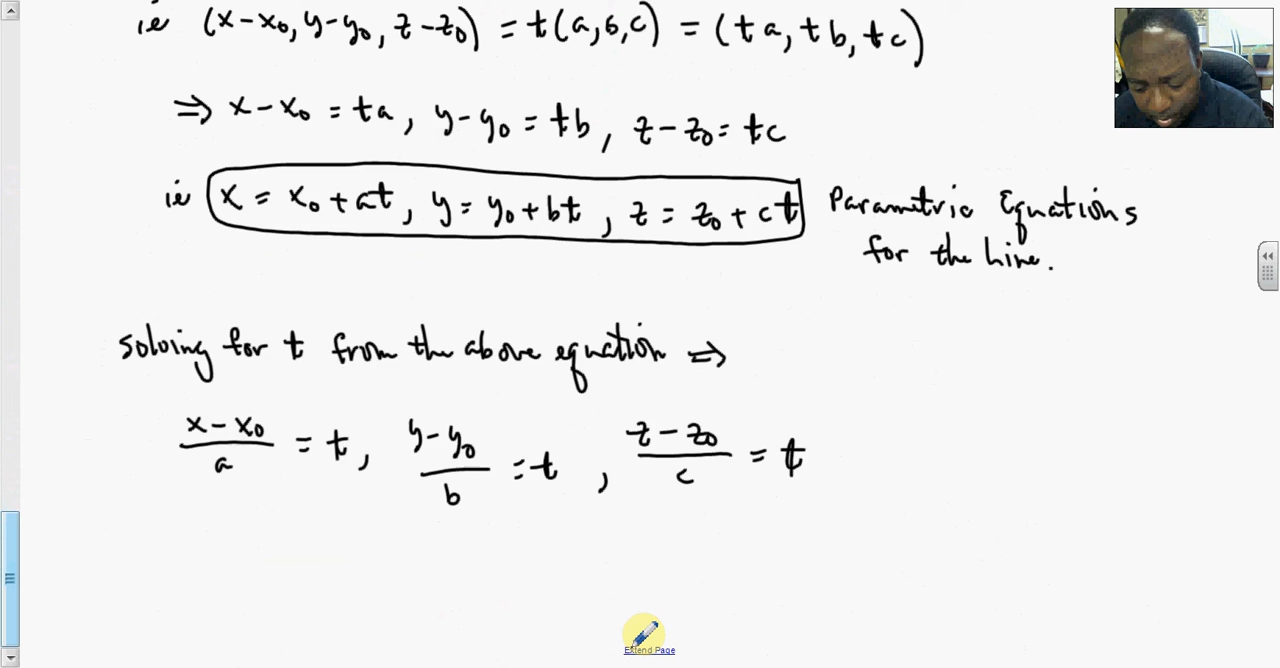 ie (x-x₀, y-y₀, z-z₀) = t(a,b,c) = (ta, tb, tc)
⇒ x-x₀ = ta, y-y₀ = tb, z-z₀ = tc
ie x = x₀+at, y = y₀+bt, z = z₀+ct Parametric Equations
for the Line.
solving for t from the above equation ⇒
(x-x₀)/a = t, (y-y₀)/b = t, (z-z₀)/c = t
Extend Page